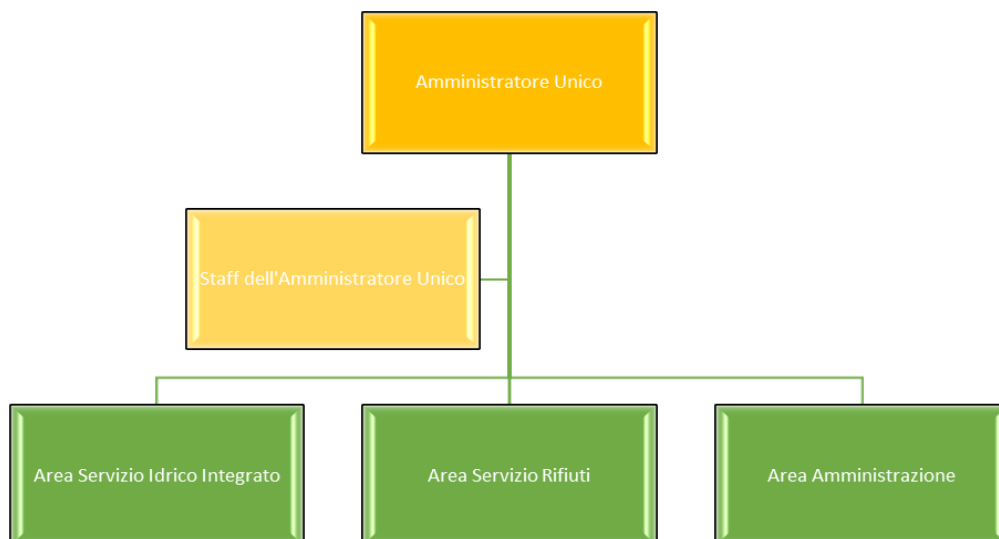 Amministratore Unico
Staff dell'Amministratore Unico
Area Servizio Idrico Integrato
Area Servizio Rifiuti
Area Amministrazione